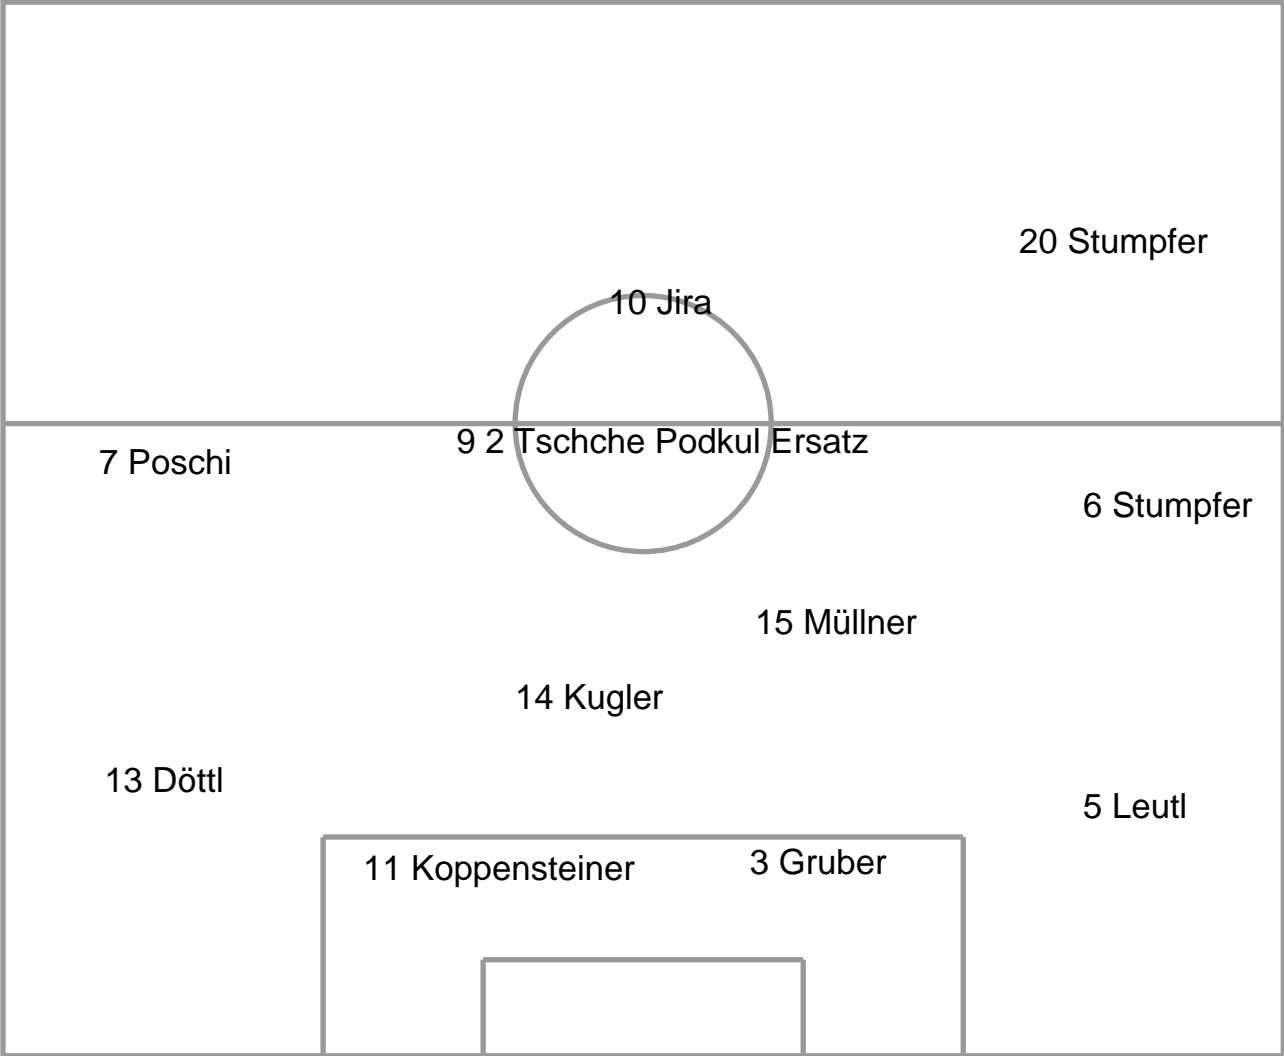 20 Stumpfer
10 Jira
9 2 Tschche Podkul Ersatz
7 Poschi
6 Stumpfer
15 Müllner
14 Kugler
13 Döttl
5 Leutl
11 Koppensteiner
3 Gruber